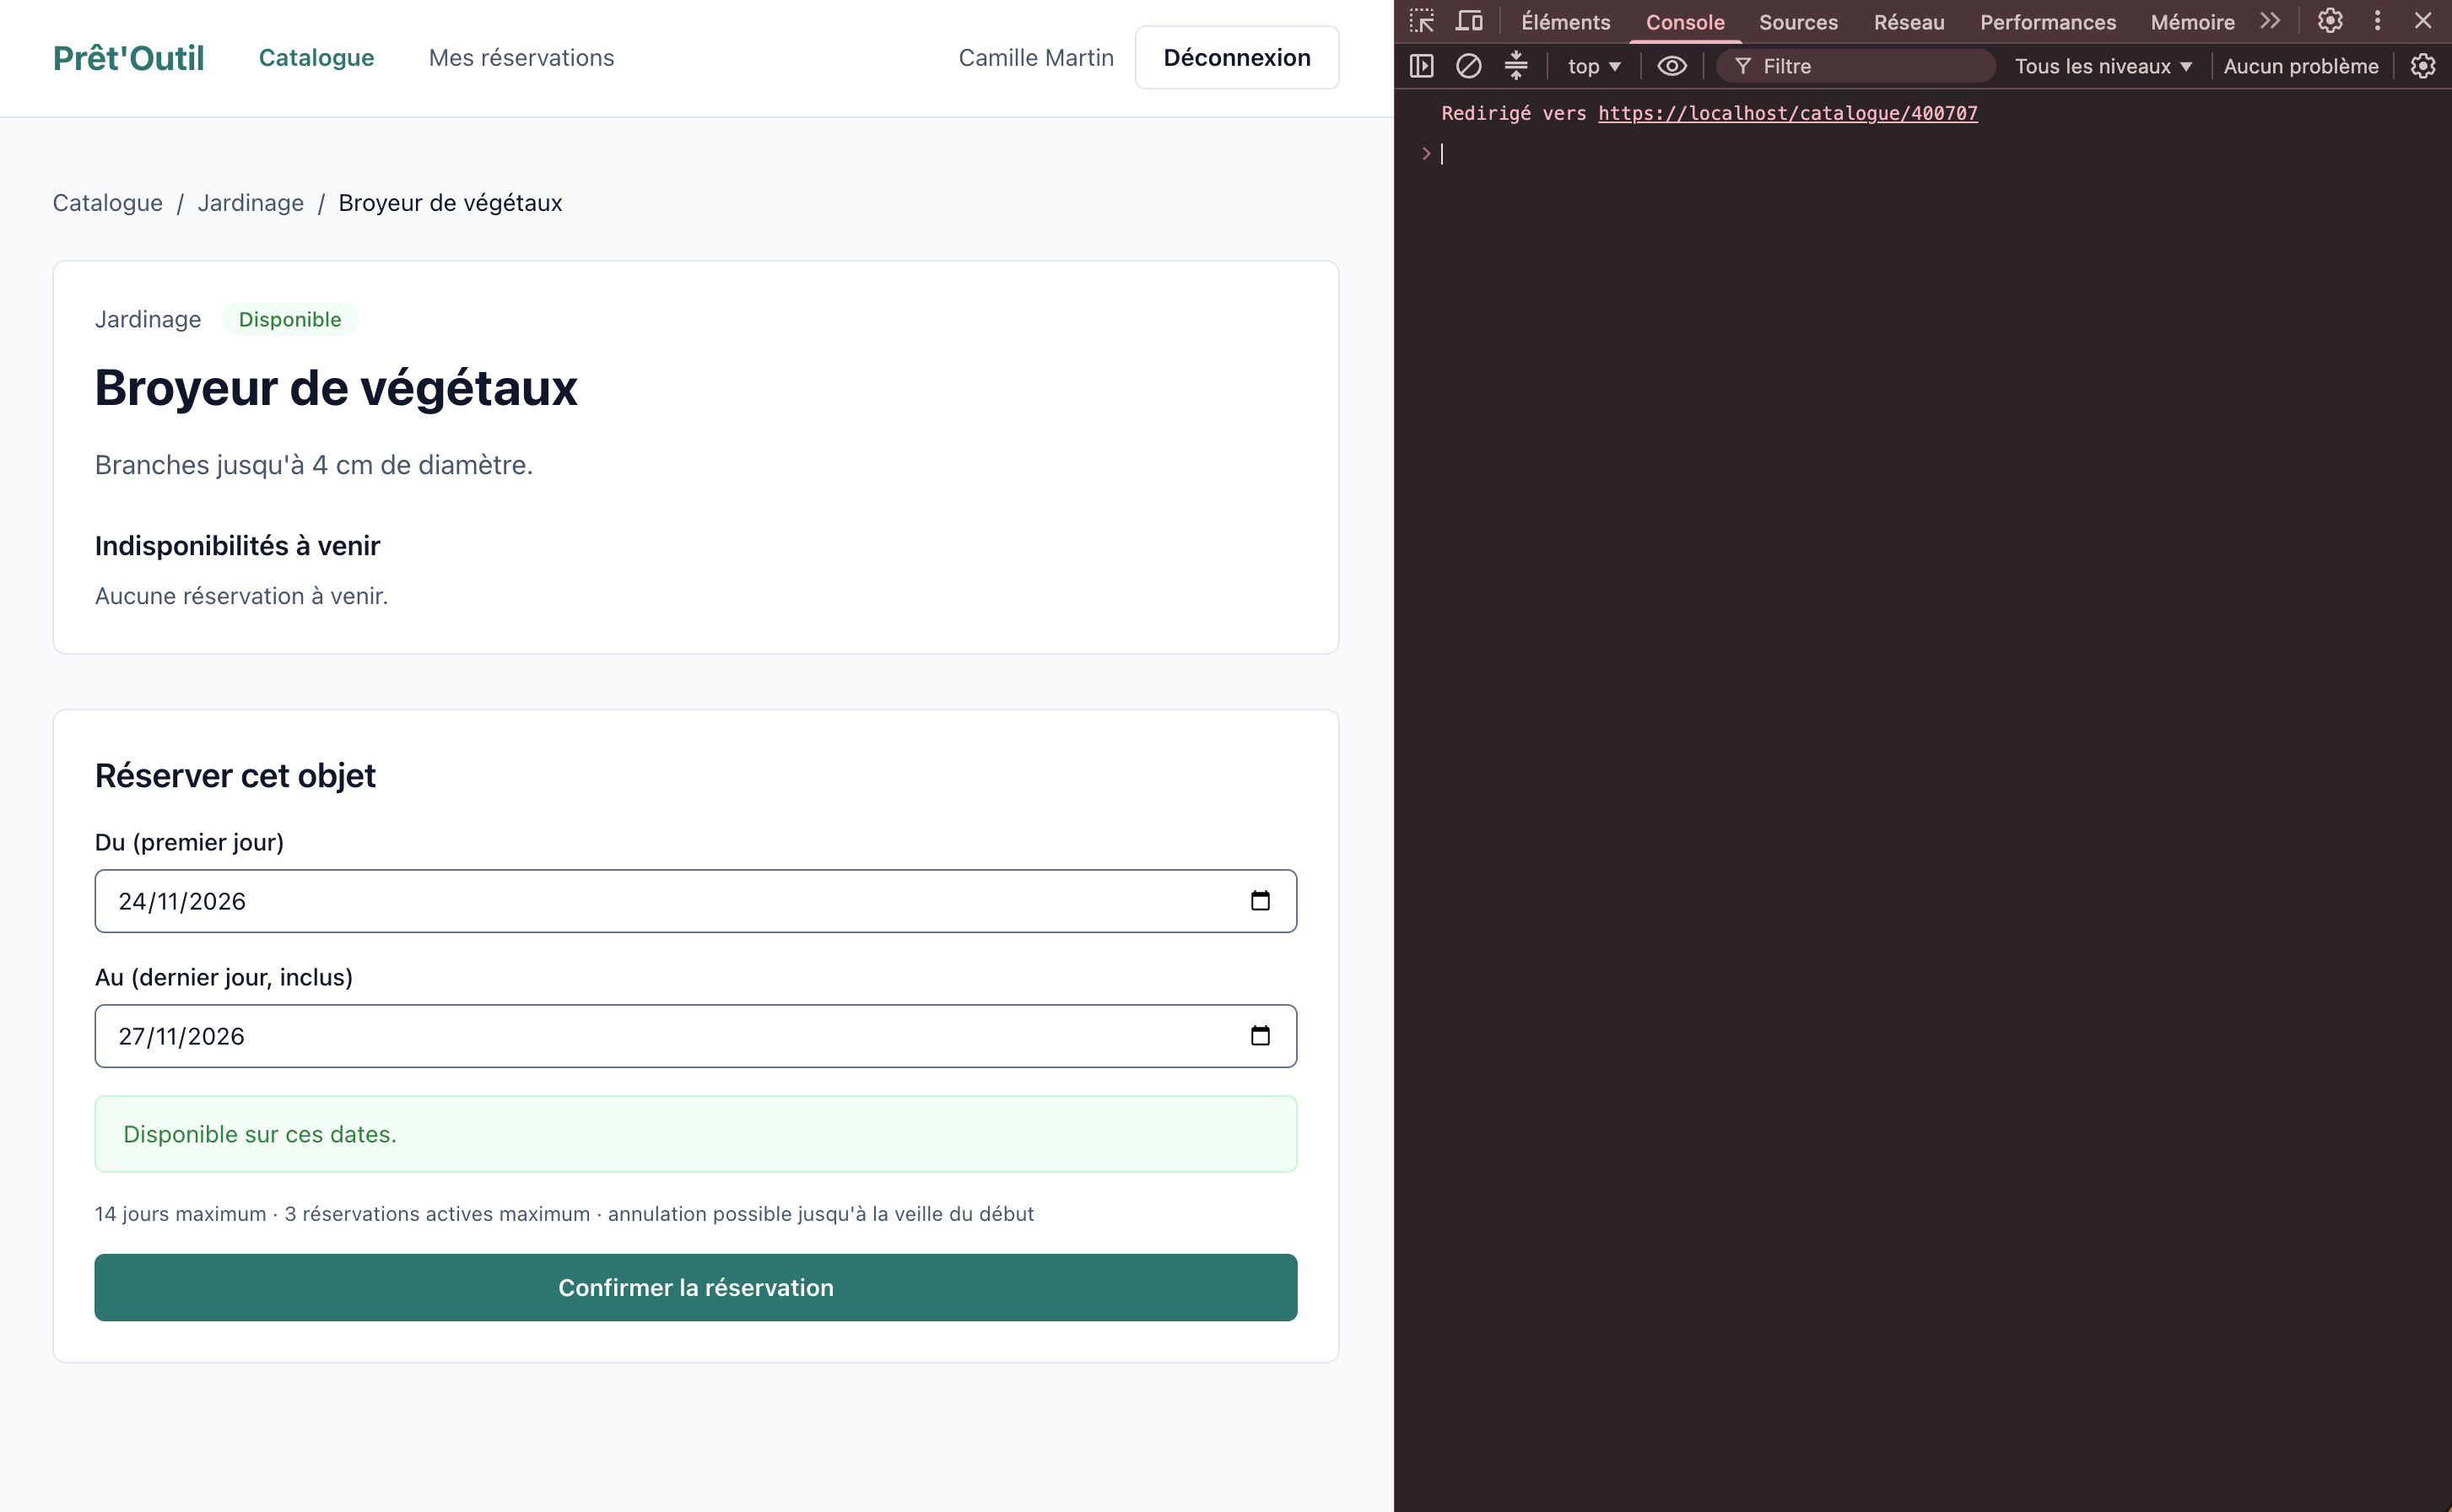 Prêt'Outil Catalogue Mes réservations Camille Martin Déconnexion
Catalogue / Jardinage / Broyeur de végétaux
Jardinage Disponible
Broyeur de végétaux
Branches jusqu'à 4 cm de diamètre.
Indisponibilités à venir
Aucune réservation à venir.
Réserver cet objet
Du (premier jour)
24/11/2026
Au (dernier jour, inclus)
27/11/2026
Disponible sur ces dates.
14 jours maximum · 3 réservations actives maximum · annulation possible jusqu'à la veille du début
Confirmer la réservation
Éléments Console Sources Réseau Performances Mémoire
top Filtre Tous les niveaux Aucun problème
Redirigé vers https://localhost/catalogue/400707